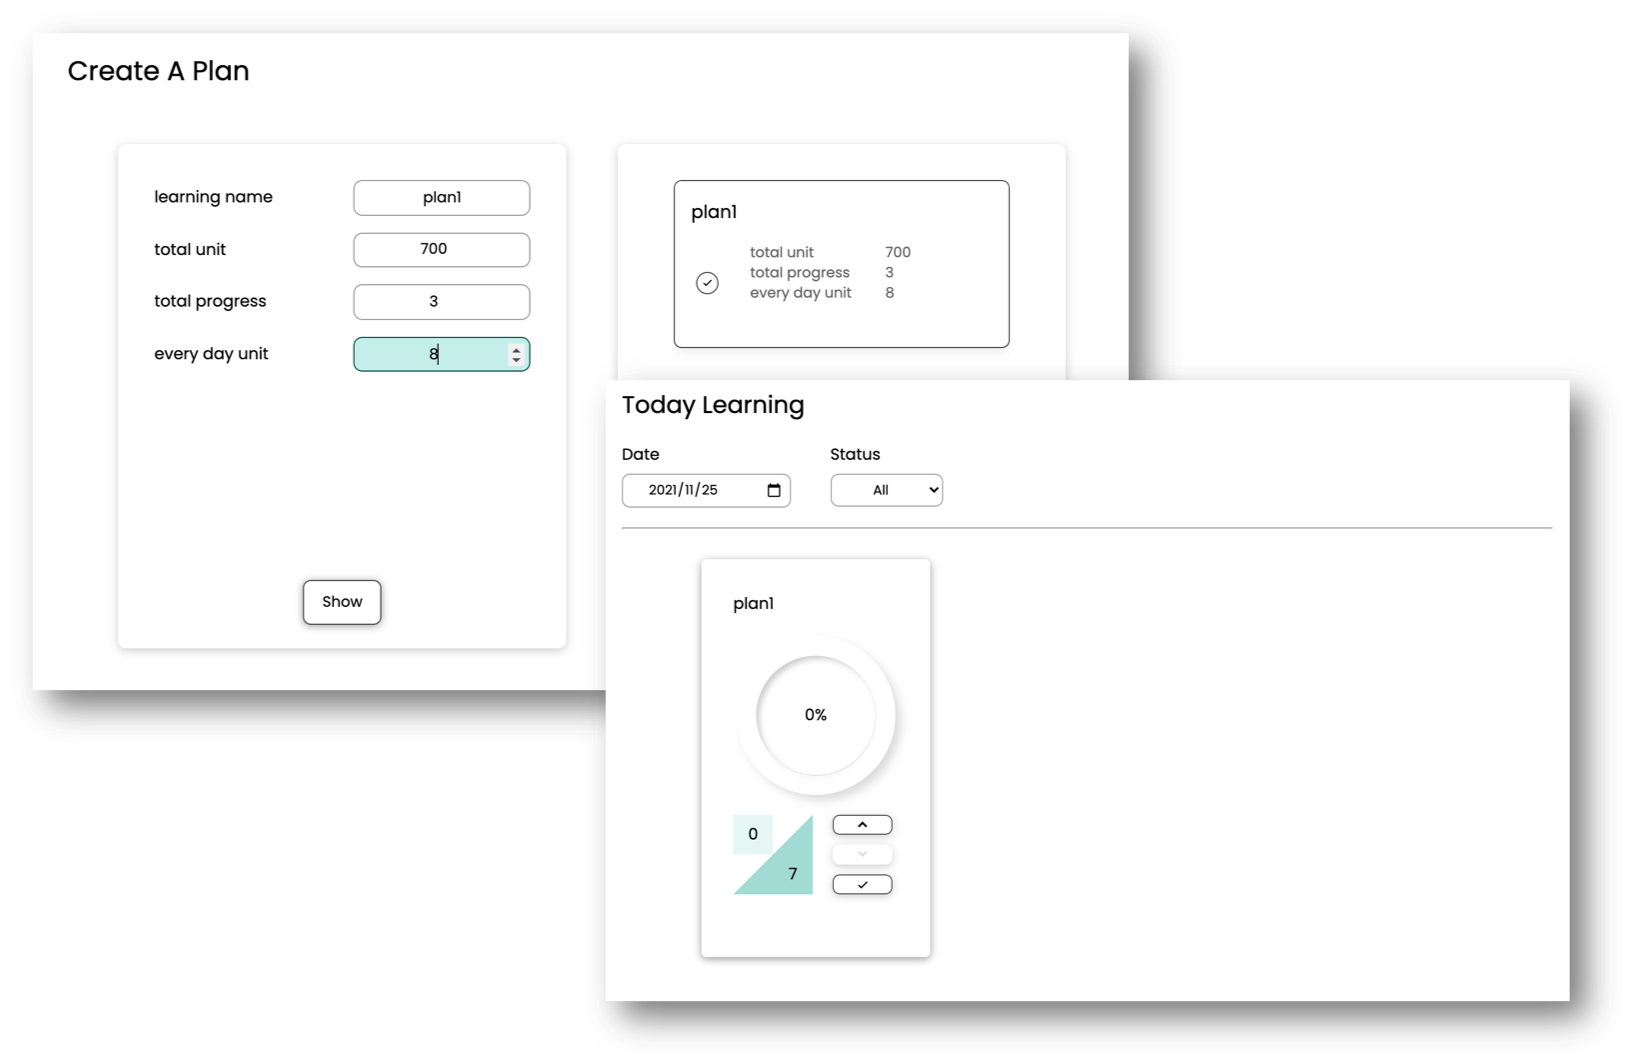 Create A Plan
learning name plan1
total unit 700
total progress 3
every day unit 8
Show
plan1
total unit 700
total progress 3
every day unit 8
Today Learning
Date Status
2021/11/25 All
plan1
0%
0
7